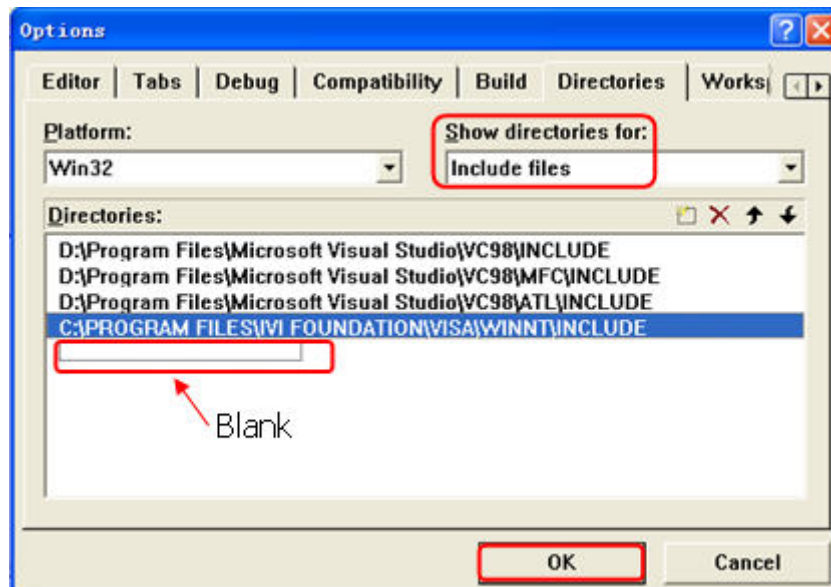 Options
Editor Tabs Debug Compatibility Build Directories Works
Platform: Show directories for:
Win32 Include files
Directories:
D:\Program Files\Microsoft Visual Studio\VC98\INCLUDE
D:\Program Files\Microsoft Visual Studio\VC98\MFC\INCLUDE
D:\Program Files\Microsoft Visual Studio\VC98\ATL\INCLUDE
C:\PROGRAM FILES\IVI FOUNDATION\VISA\WINNT\INCLUDE
Blank
OK Cancel